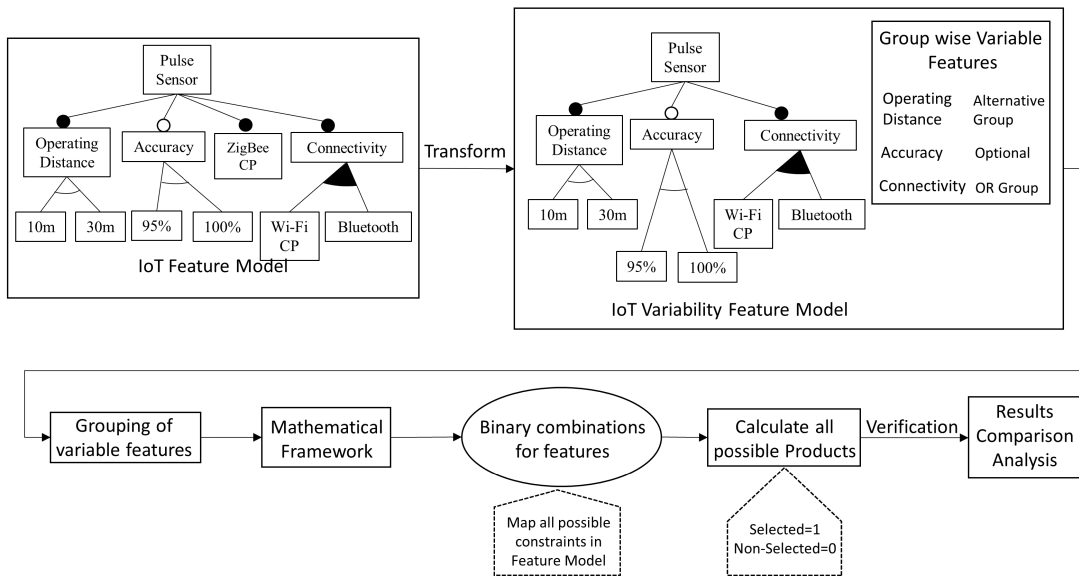 Pulse
Sensor
Operating
Distance
Accuracy
ZigBee
CP
Connectivity
10m
30m
95%
100%
Wi-Fi
CP
Bluetooth
IoT Feature Model
Transform
Pulse
Sensor
Operating
Distance
Accuracy
Connectivity
10m
30m
Wi-Fi
CP
Bluetooth
95%
100%
IoT Variability Feature Model
Group wise Variable
Features
Operating
Distance
Alternative
Group
Accuracy
Optional
Connectivity
OR Group
Grouping of
variable features
Mathematical
Framework
Binary combinations
for features
Calculate all
possible Products
Verification
Results
Comparison
Analysis
Map all possible
constraints in
Feature Model
Selected=1
Non-Selected=0